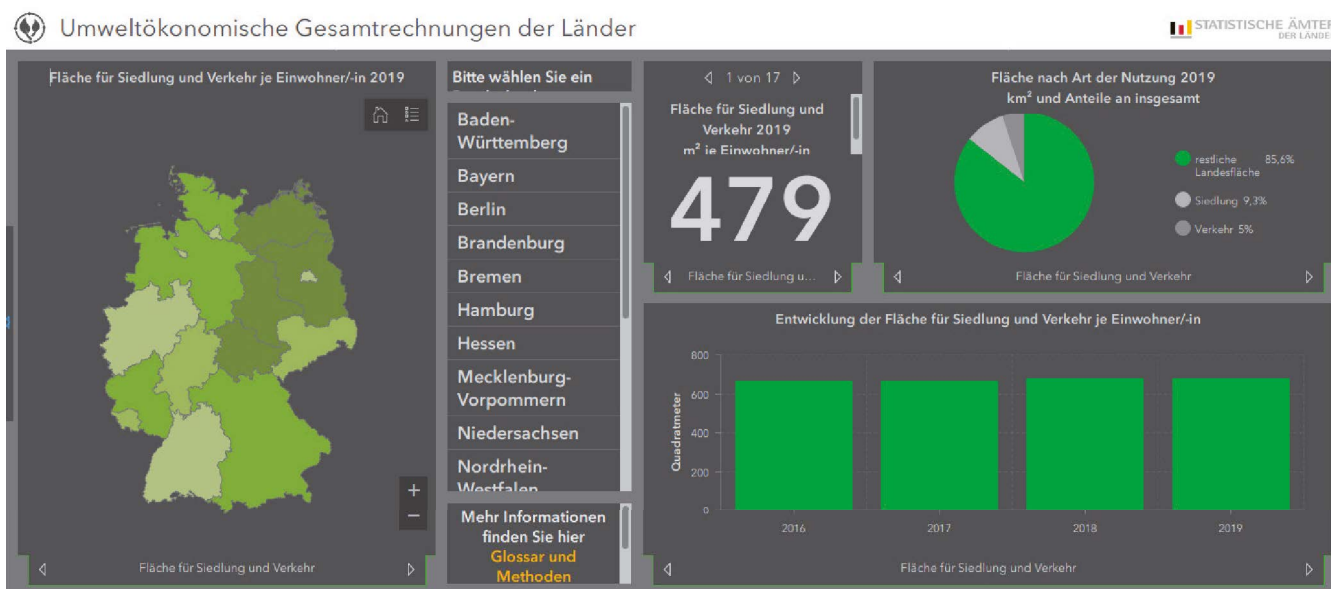 Umweltökonomische Gesamtrechnungen der Länder
STATISTISCHE ÄMTER
DER LÄNDE
Fläche für Siedlung und Verkehr je Einwohner/-in 2019
Fläche für Siedlung und Verkehr
Bitte wählen Sie ein
Baden-
Württemberg
Bayern
Berlin
Brandenburg
Bremen
Hamburg
Hessen
Mecklenburg-
Vorpommern
Niedersachsen
Nordrhein-
Westfalen
Mehr Informationen
finden Sie hier
Glossar und
Methoden
1 von 17
Fläche für Siedlung und
Verkehr 2019
m² je Einwohner/-in
479
Fläche für Siedlung u...
Fläche nach Art der Nutzung 2019
km² und Anteile an insgesamt
restliche 85,6%
Landesfläche
Siedlung 9,3%
Verkehr 5%
Fläche für Siedlung und Verkehr
Entwicklung der Fläche für Siedlung und Verkehr je Einwohner/-in
Quadratmeter
800
600
400
200
0
2016 2017 2018 2019
Fläche für Siedlung und Verkehr